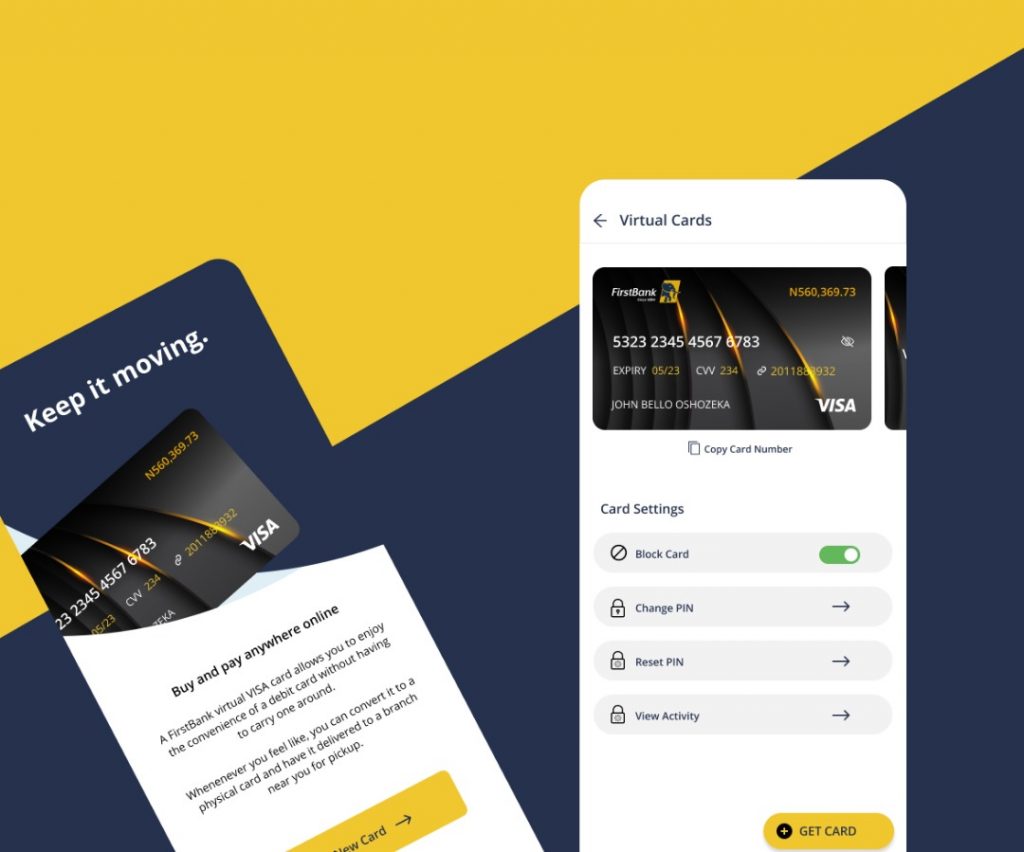 Keep it moving.
N560,369.73
23 2345 4567 6783
05/23 CVV 234
VISA
Buy and pay anywhere online
A FirstBank virtual VISA card allows you to enjoy
the convenience of a debit card without having
to carry one around.
Whenenever you feel like, you can convert it to a
physical card and have it delivered to a branch
near you for pickup.
New Card
Virtual Cards
FirstBank
Since 1894
N560,369.73
5323 2345 4567 6783
EXPIRY 05/23 CVV 234
JOHN BELLO OSHOZEKA
VISA
Copy Card Number
Card Settings
Block Card
Change PIN
Reset PIN
View Activity
GET CARD